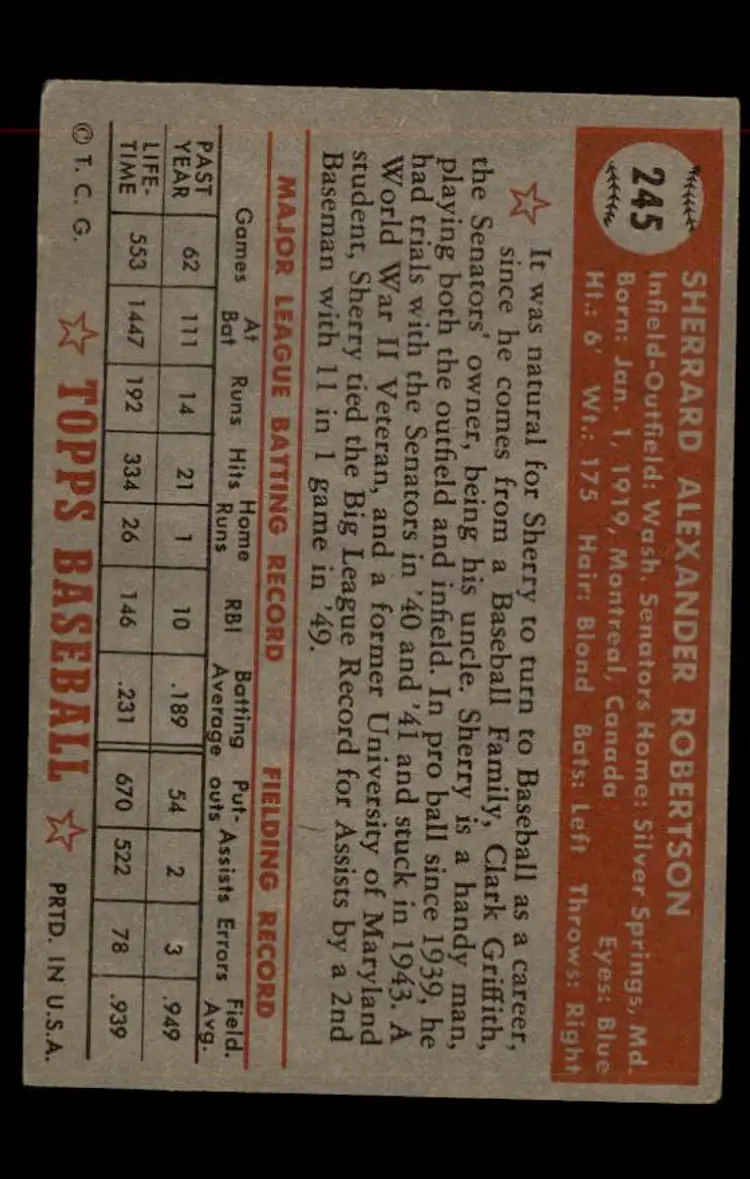 245
SHERRARD ALEXANDER ROBERTSON
Infield-Outfield: Wash. Senators Home: Silver Springs, Md.
Born: Jan. 1, 1919, Montreal, Canada Eyes: Blue
Ht.: 6' Wt.: 175 Hair: Blond Bats: Left Throws: Right
It was natural for Sherry to turn to Baseball as a career,
since he comes from a Baseball Family, Clark Griffith,
the Senators' owner, being his uncle. Sherry is a handy man,
playing both the outfield and infield. In pro ball since 1939, he
had trials with the Senators in '40 and '41 and stuck in 1943. A
World War II Veteran, and a former University of Maryland
student, Sherry tied the Big League Record for Assists by a 2nd
Baseman with 11 in 1 game in '49.
MAJOR LEAGUE BATTING RECORD FIELDING RECORD
Games At Bat Runs Hits Home Runs RBI Batting Average Put-outs Assists Errors Field. Avg.
PAST YEAR 62 111 14 21 1 10 .189 54 2 3 .949
LIFE-TIME 553 1447 192 334 26 146 .231 670 522 78 .939
© T. C. G. TOPPS BASEBALL PRTD. IN U.S.A.